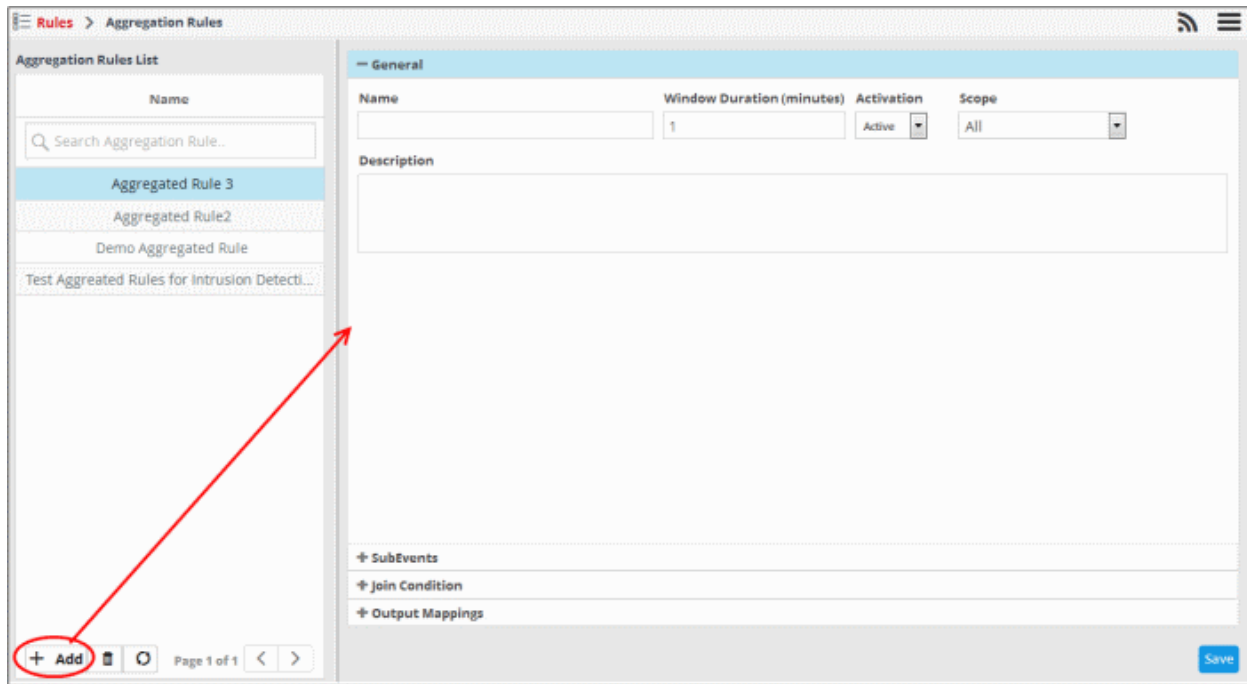 Rules > Aggregation Rules
Aggregation Rules List
Name
Search Aggregation Rule..
Aggregated Rule 3
Aggregated Rule2
Demo Aggregated Rule
Test Aggreated Rules for Intrusion Detecti...
+ Add
Page 1 of 1 < >
− General
Name Window Duration (minutes) Activation Scope
1 Active All
Description
+ SubEvents
+ Join Condition
+ Output Mappings
Save